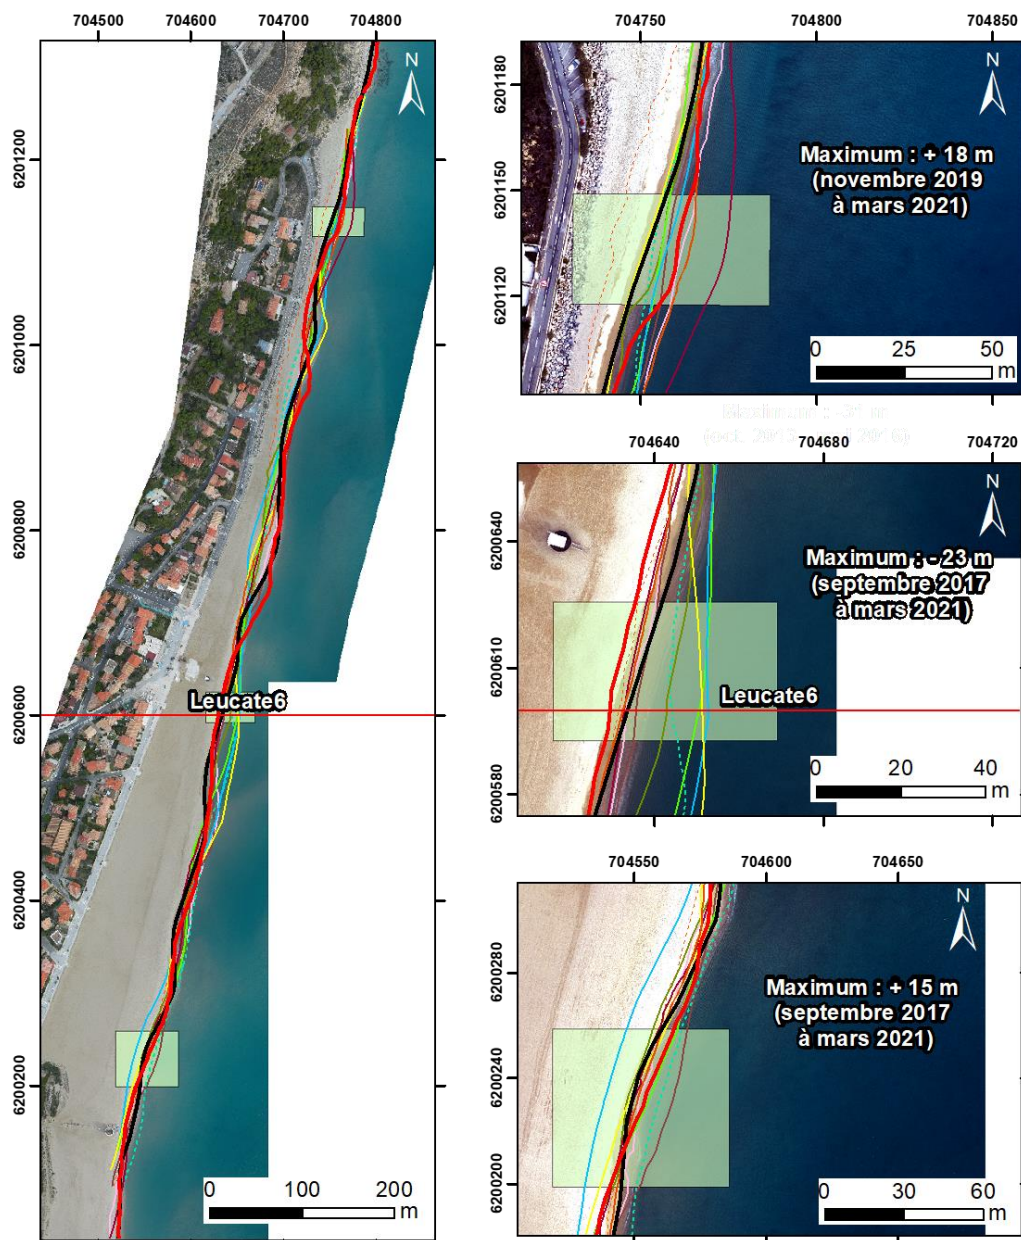 704500 704600 704700 704800
6201200
6201000
6200800
6200600
6200400
6200200
N
Leucate6
0 100 200
m
704750 704800 704850
6201180
6201150
6201120
N
Maximum : + 18 m
(novembre 2019
à mars 2021)
0 25 50
m
704640 704680 704720
6200640
6200610
6200580
N
Maximum : - 23 m
(septembre 2017
à mars 2021)
Leucate6
0 20 40
m
704550 704600 704650
6200280
6200240
6200200
N
Maximum : + 15 m
(septembre 2017
à mars 2021)
0 30 60
m